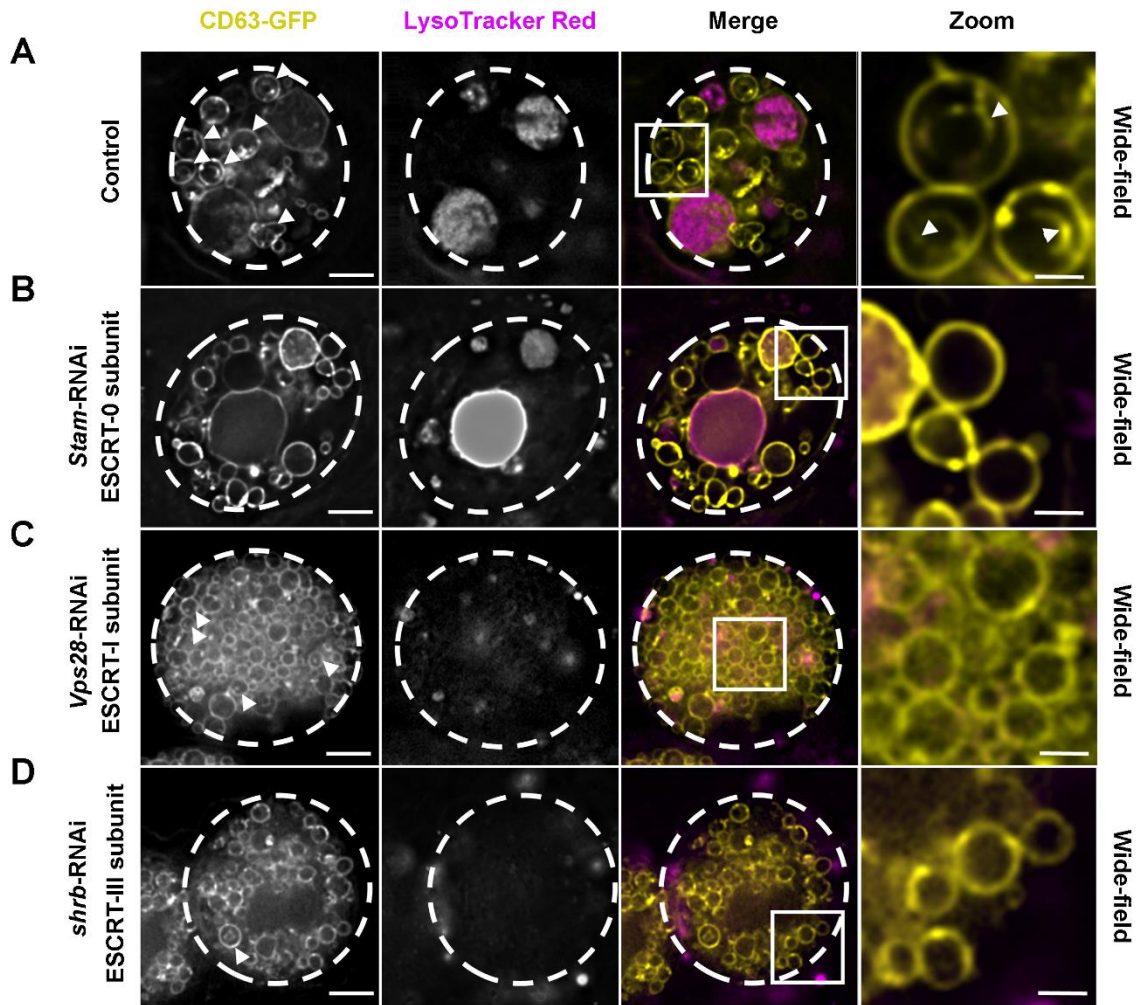 CD63-GFP LysoTracker Red Merge Zoom
A
Control
Wide-field
B
Stam-RNAi
ESCRT-0 subunit
Wide-field
C
Vps28-RNAi
ESCRT-I subunit
Wide-field
D
shrb-RNAi
ESCRT-III subunit
Wide-field